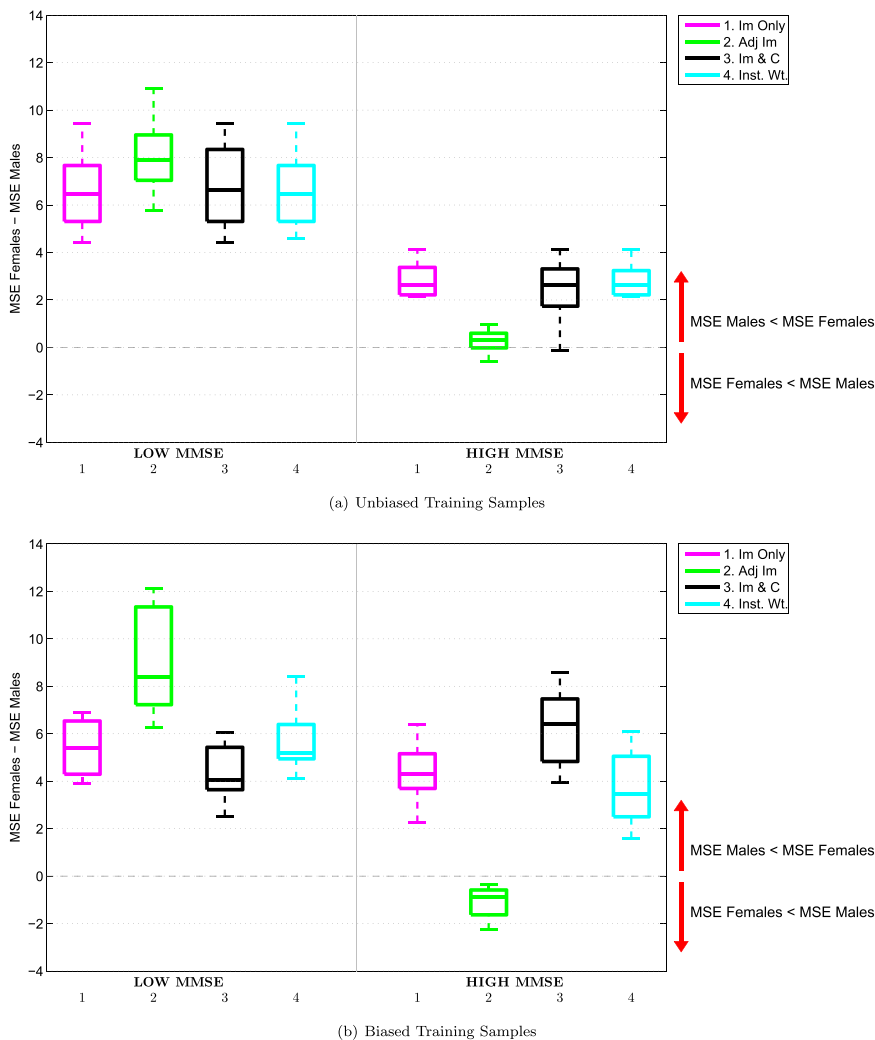 14
12
10
8
6
4
2
0
−2
−4
MSE Females − MSE Males
1. Im Only
2. Adj Im
3. Im & C
4. Inst. Wt.
MSE Males < MSE Females
MSE Females < MSE Males
LOW MMSE HIGH MMSE
1 2 3 4 1 2 3 4
(a) Unbiased Training Samples
14
12
10
8
6
4
2
0
−2
−4
MSE Females − MSE Males
1. Im Only
2. Adj Im
3. Im & C
4. Inst. Wt.
MSE Males < MSE Females
MSE Females < MSE Males
LOW MMSE HIGH MMSE
1 2 3 4 1 2 3 4
(b) Biased Training Samples